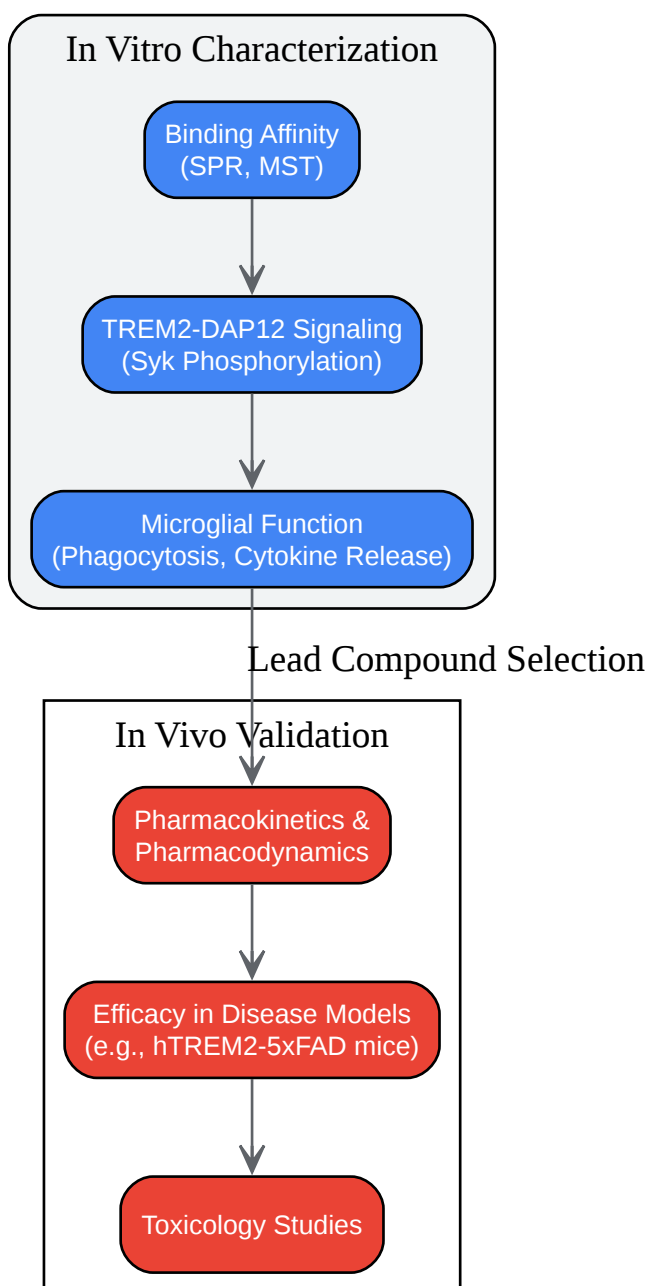 In Vitro Characterization
Binding Affinity
(SPR, MST)
TREM2-DAP12 Signaling
(Syk Phosphorylation)
Microglial Function
(Phagocytosis, Cytokine Release)
Lead Compound Selection
In Vivo Validation
Pharmacokinetics &
Pharmacodynamics
Efficacy in Disease Models
(e.g., hTREM2-5xFAD mice)
Toxicology Studies